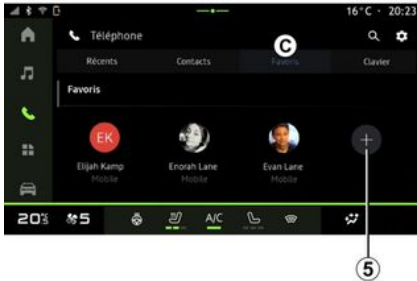 16°C · 20:23
Téléphone
C
Récents Contacts Favoris Clavier
Favoris
EK
Elijah Kamp Enorah Lane Evan Lane
Mobile Mobile Mobile
20°5 5 A/C
5